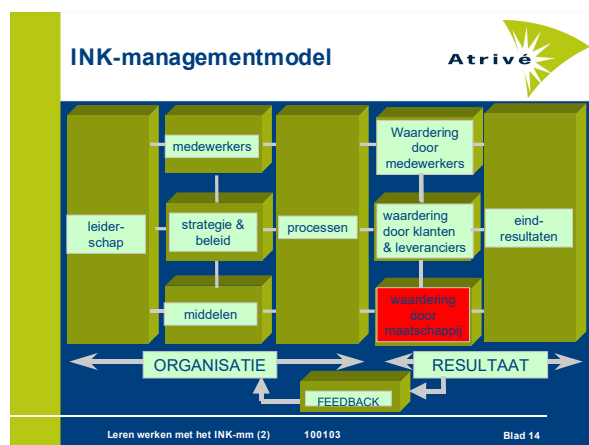 INK-managementmodel
Atrivé
medewerkers
Waardering
door
medewerkers
leider-
schap
strategie &
beleid
processen
waardering
door klanten
& leveranciers
eind-
resultaten
middelen
waardering
door
maatschappij
ORGANISATIE
RESULTAAT
FEEDBACK
Leren werken met het INK-mm (2) 100103 Blad 14